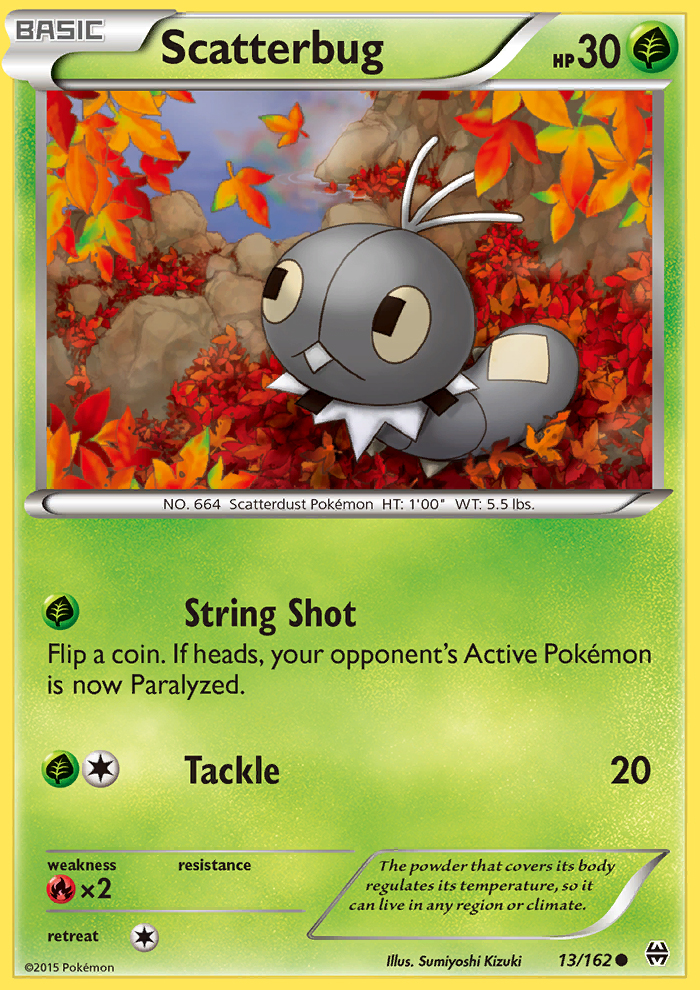 BASIC
Scatterbug
HP 30
NO. 664 Scatterdust Pokémon HT: 1'00" WT: 5.5 lbs.
String Shot
Flip a coin. If heads, your opponent's Active Pokémon
is now Paralyzed.
Tackle 20
weakness resistance
×2
retreat
The powder that covers its body
regulates its temperature, so it
can live in any region or climate.
Illus. Sumiyoshi Kizuki 13/162
©2015 Pokémon